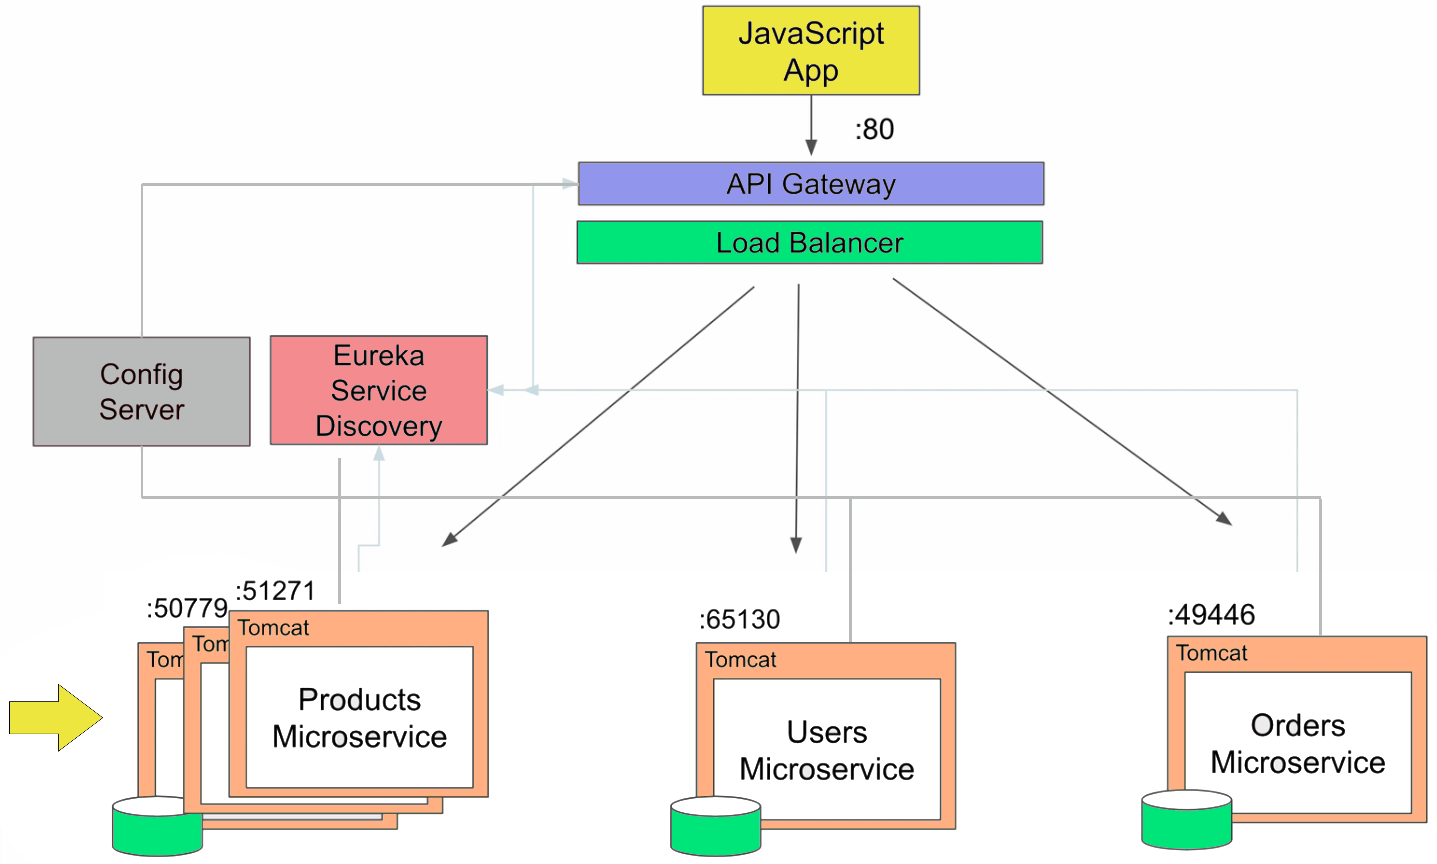 JavaScript
App
:80
API Gateway
Load Balancer
Config
Server
Eureka
Service
Discovery
:50779
:51271
Tom
Tom
Tomcat
Products
Microservice
:65130
Tomcat
Users
Microservice
:49446
Tomcat
Orders
Microservice